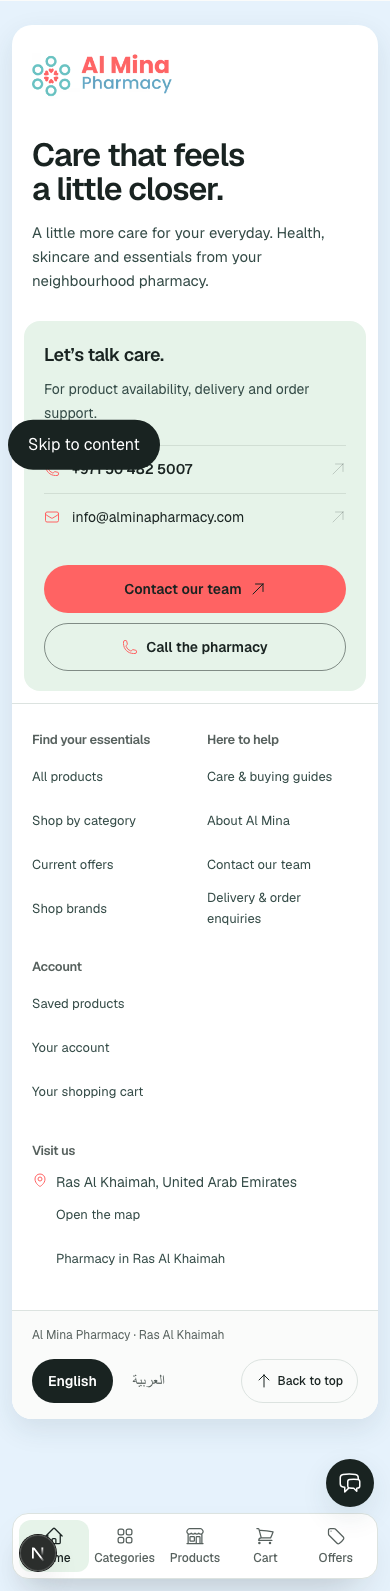 Al Mina
Pharmacy
Care that feels
a little closer.
A little more care for your everyday. Health,
skincare and essentials from your
neighbourhood pharmacy.
Let's talk care.
For product availability, delivery and order
support.
Skip to content
482 5007
info@alminapharmacy.com
Contact our team
Call the pharmacy
Find your essentials
All products
Shop by category
Current offers
Shop brands
Here to help
Care & buying guides
About Al Mina
Contact our team
Delivery & order
enquiries
Account
Saved products
Your account
Your shopping cart
Visit us
Ras Al Khaimah, United Arab Emirates
Open the map
Pharmacy in Ras Al Khaimah
Al Mina Pharmacy · Ras Al Khaimah
English
العربية
Back to top
N
Categories
Products
Cart
Offers